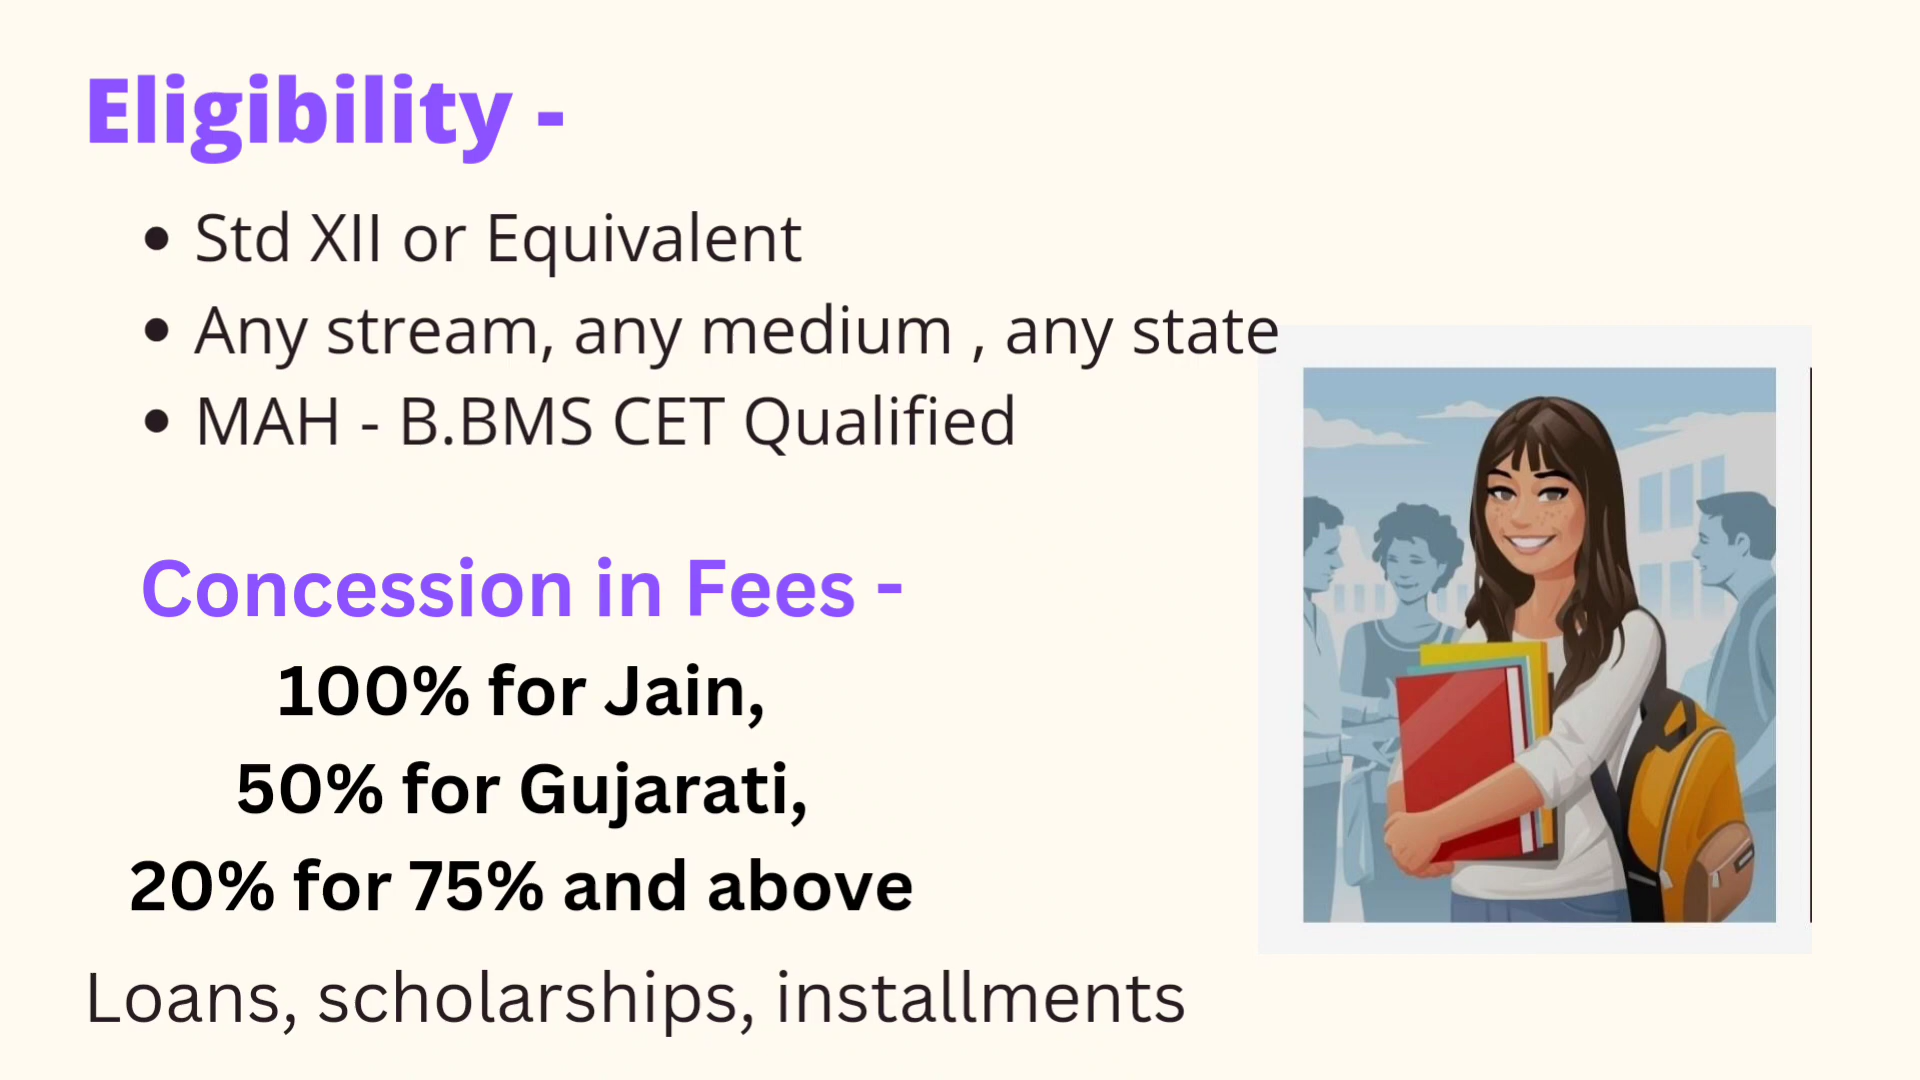 Eligibility -
• Std XII or Equivalent
• Any stream, any medium , any state
• MAH - B.BMS CET Qualified
Concession in Fees -
100% for Jain,
50% for Gujarati,
20% for 75% and above
Loans, scholarships, installments